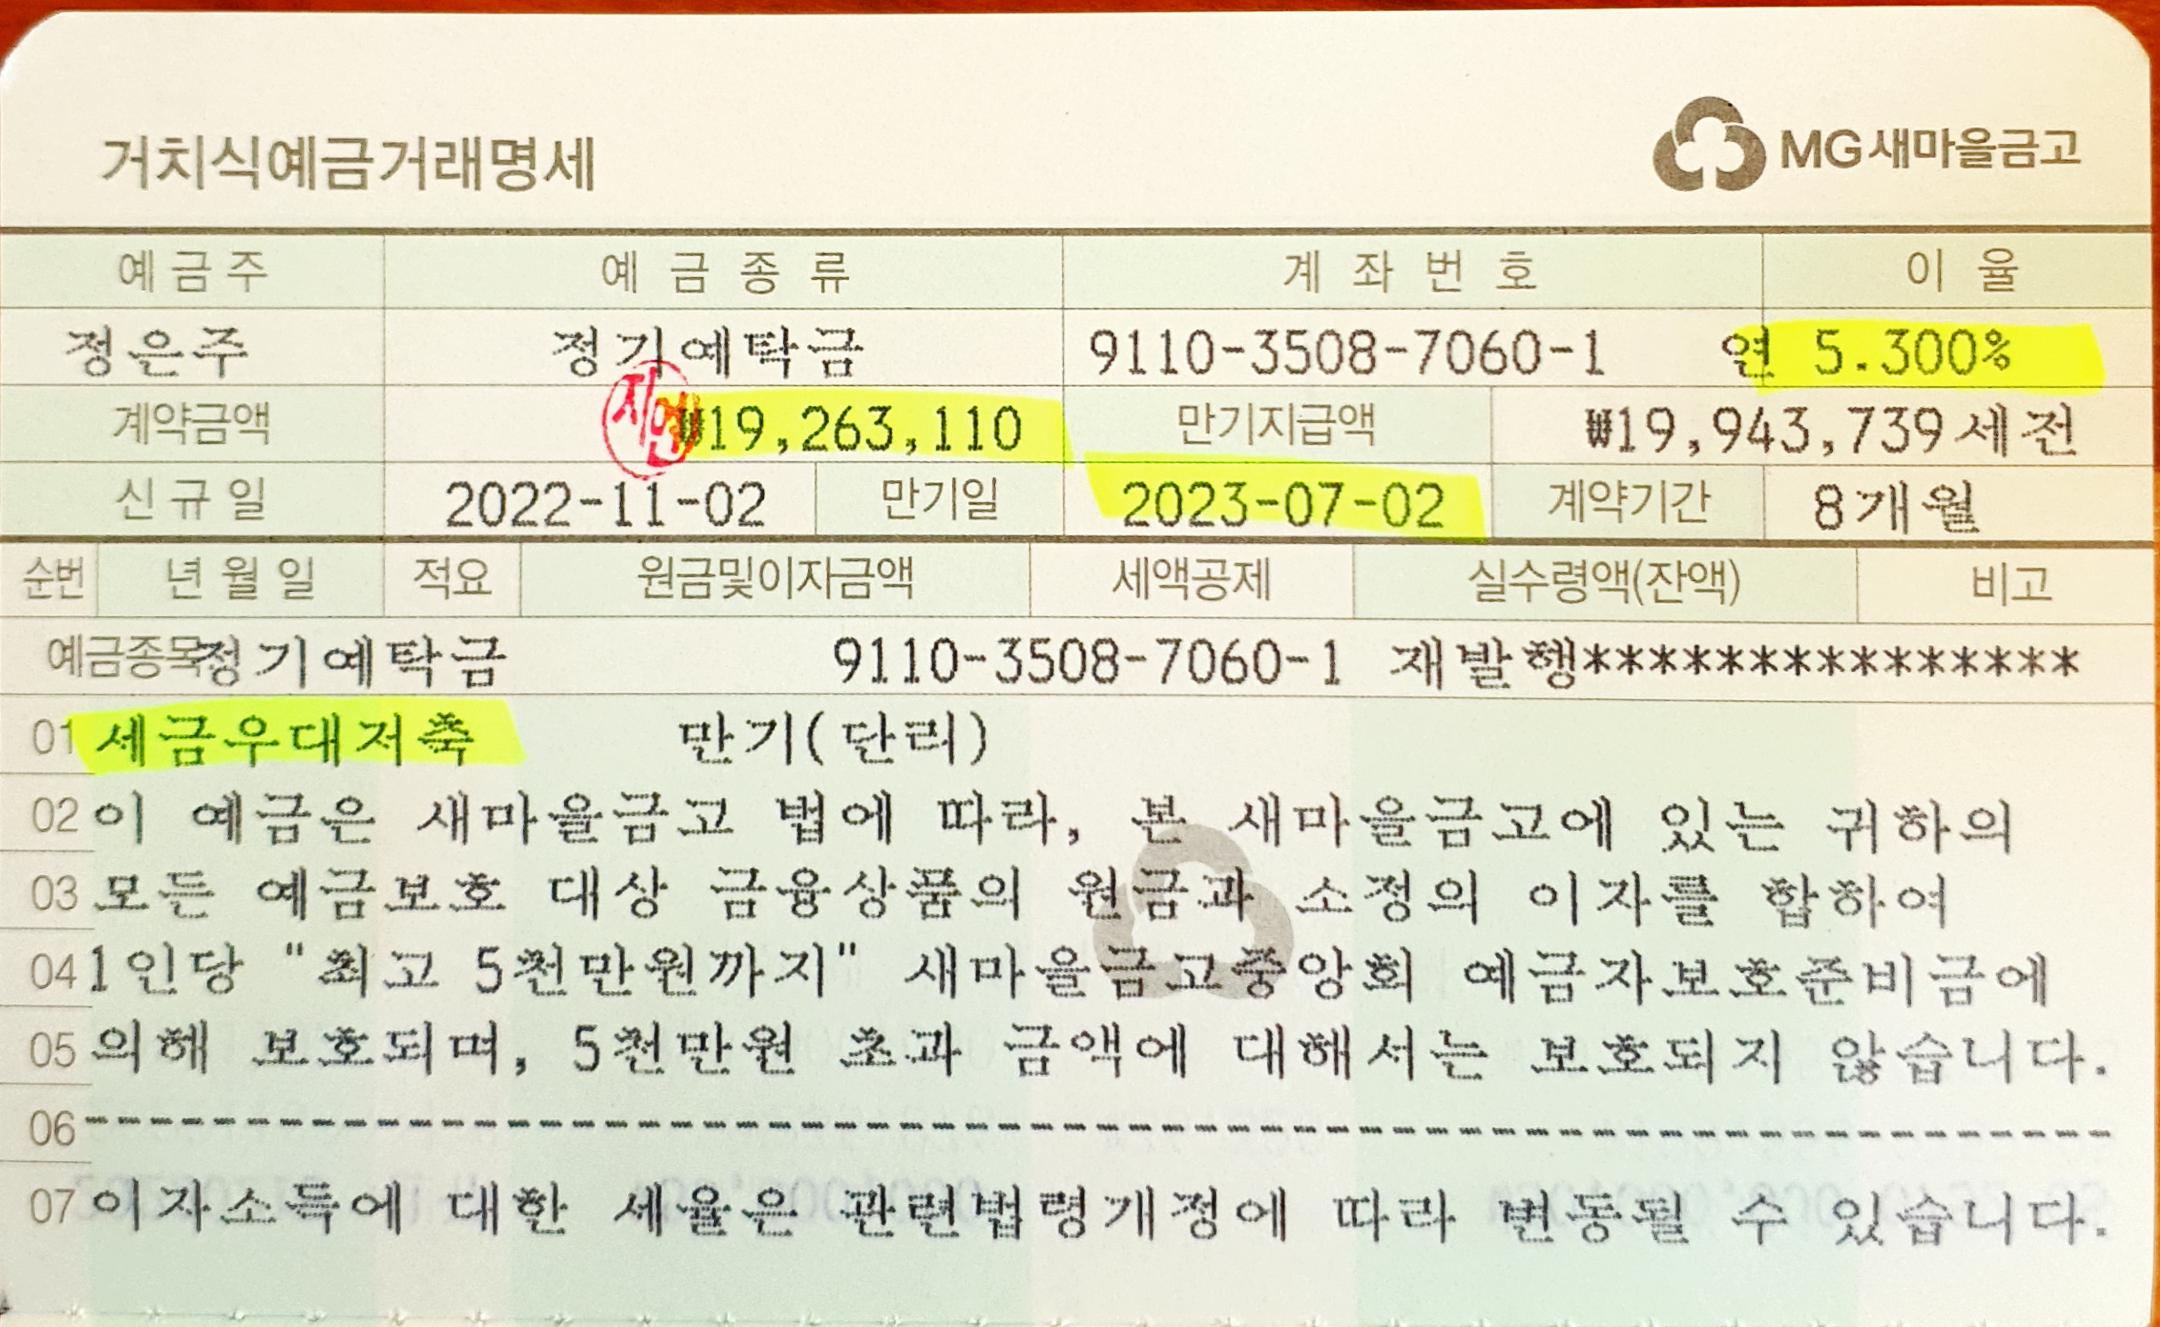 거치식예금거래명세
MG새마을금고
예금주 예금종류 계좌번호 이율
정은주 정기예탁금 9110-3508-7060-1 연 5.300%
계약금액 ₩19,263,110 만기지급액 ₩19,943,739세전
신규일 2022-11-02 만기일 2023-07-02 계약기간 8개월
순번 년월일 적요 원금및이자금액 세액공제 실수령액(잔액) 비고
예금종목 정기예탁금 9110-3508-7060-1 재발행***************
01 세금우대저축 만기(단리)
02 이 예금은 새마을금고 법에 따라, 본 새마을금고에 있는 귀하의
03 모든 예금보호 대상 금융상품의 원금과 소정의 이자를 합하여
04 1인당 "최고 5천만원까지" 새마을금고중앙회 예금자보호준비금에
05 의해 보호되며, 5천만원 초과 금액에 대해서는 보호되지 않습니다.
06 --------------------------------------------------------------
07 이자소득에 대한 세율은 관련법령개정에 따라 변동될 수 있습니다.